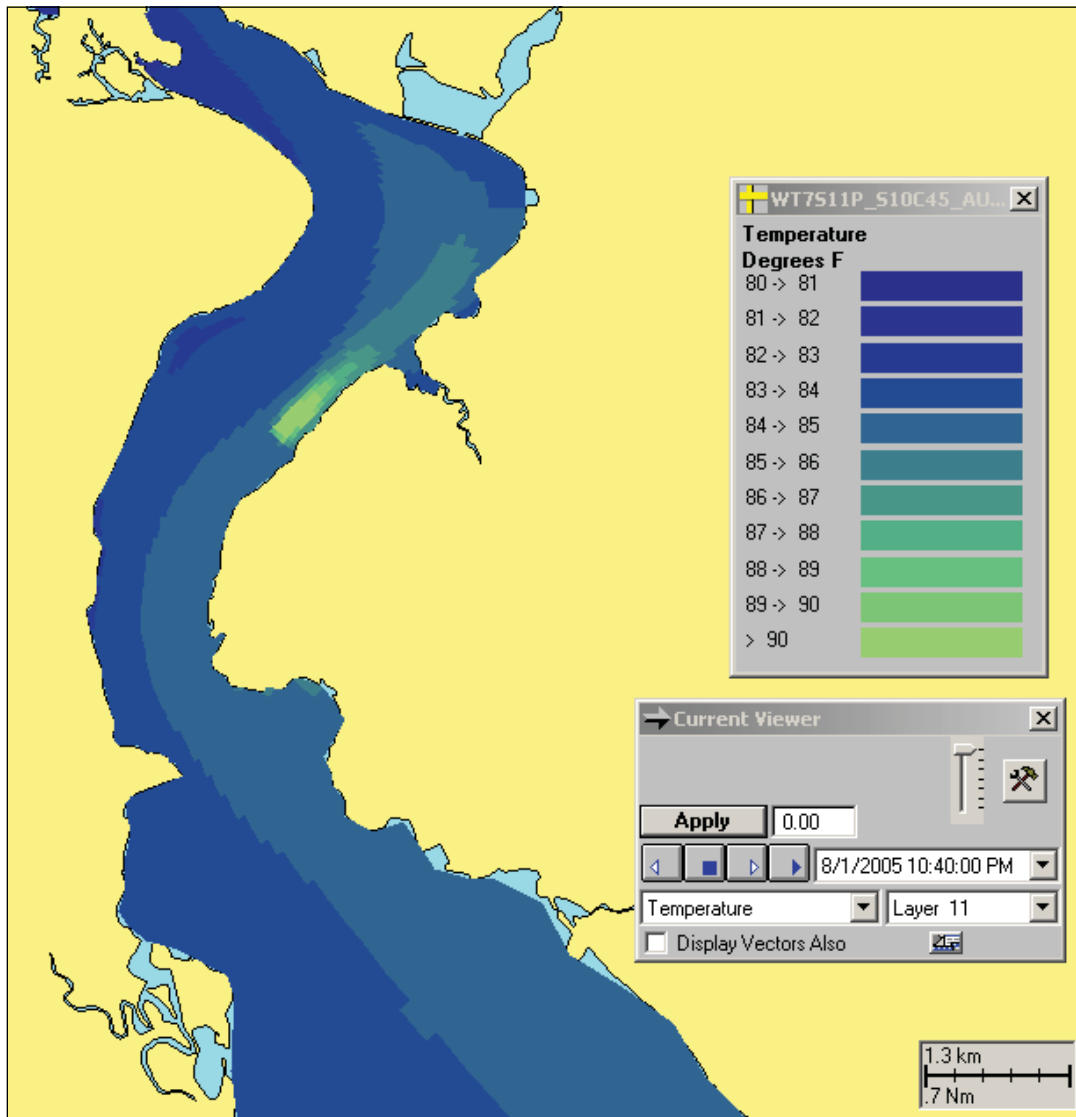 WT7S11P_S10C45_AU...
Temperature
Degrees F
80 -> 81
81 -> 82
82 -> 83
83 -> 84
84 -> 85
85 -> 86
86 -> 87
87 -> 88
88 -> 89
89 -> 90
> 90
Current Viewer
Apply 0.00
8/1/2005 10:40:00 PM
Temperature Layer 11
Display Vectors Also
1.3 km
.7 Nm